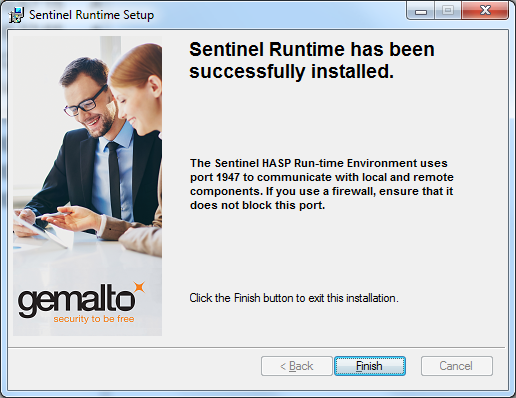 Sentinel Runtime Setup
Sentinel Runtime has been
successfully installed.
The Sentinel HASP Run-time Environment uses
port 1947 to communicate with local and remote
components. If you use a firewall, ensure that it
does not block this port.
gemalto
security to be free
Click the Finish button to exit this installation.
< Back
Finish
Cancel